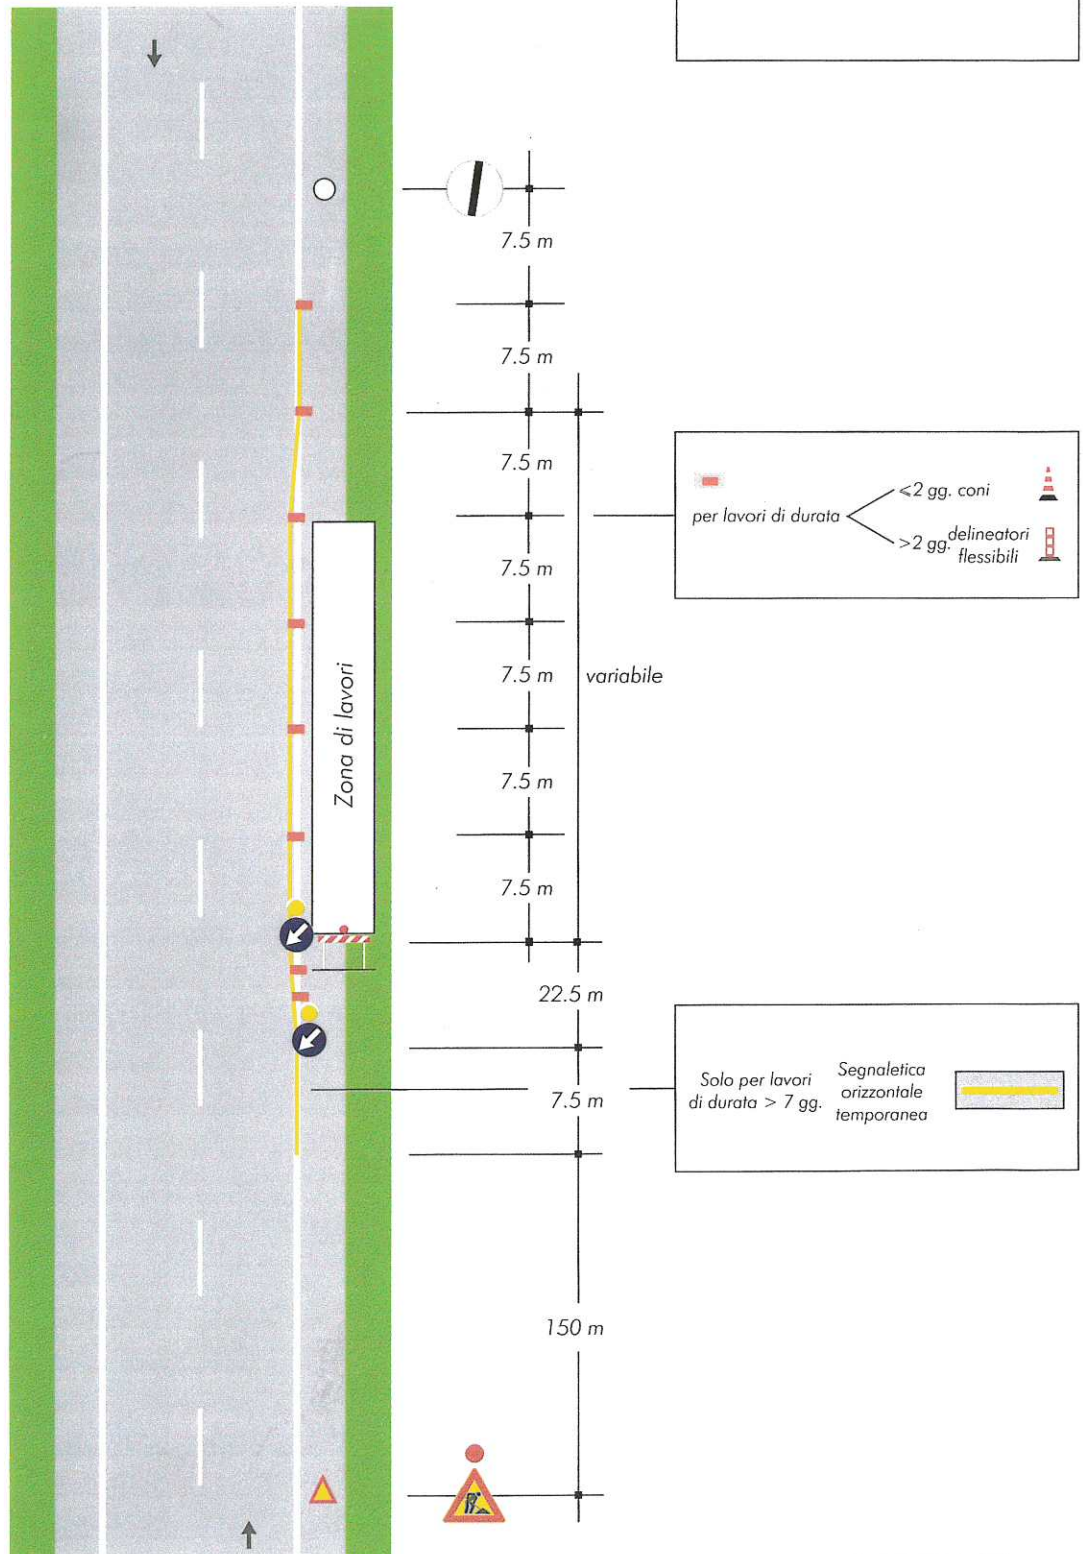 7.5 m
7.5 m
7.5 m
7.5 m
7.5 m
variabile
7.5 m
7.5 m
22.5 m
7.5 m
150 m
Zona di lavori
per lavori di durata
≤2 gg. coni
>2 gg. delineatori
flessibili
Solo per lavori
di durata > 7 gg.
Segnaletica
orizzontale
temporanea